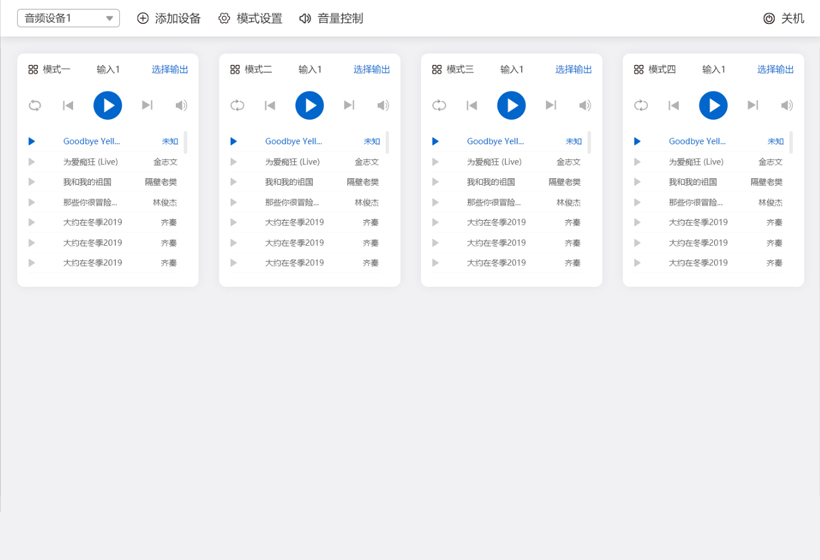 音频设备1 添加设备 模式设置 音量控制 关机
模式一 输入1 选择输出
Goodbye Yell... 未知
为爱痴狂 (Live) 金志文
我和我的祖国 隔壁老樊
那些你很冒险... 林俊杰
大约在冬季2019 齐秦
大约在冬季2019 齐秦
大约在冬季2019 齐秦
模式二 输入1 选择输出
Goodbye Yell... 未知
为爱痴狂 (Live) 金志文
我和我的祖国 隔壁老樊
那些你很冒险... 林俊杰
大约在冬季2019 齐秦
大约在冬季2019 齐秦
大约在冬季2019 齐秦
模式三 输入1 选择输出
Goodbye Yell... 未知
为爱痴狂 (Live) 金志文
我和我的祖国 隔壁老樊
那些你很冒险... 林俊杰
大约在冬季2019 齐秦
大约在冬季2019 齐秦
大约在冬季2019 齐秦
模式四 输入1 选择输出
Goodbye Yell... 未知
为爱痴狂 (Live) 金志文
我和我的祖国 隔壁老樊
那些你很冒险... 林俊杰
大约在冬季2019 齐秦
大约在冬季2019 齐秦
大约在冬季2019 齐秦